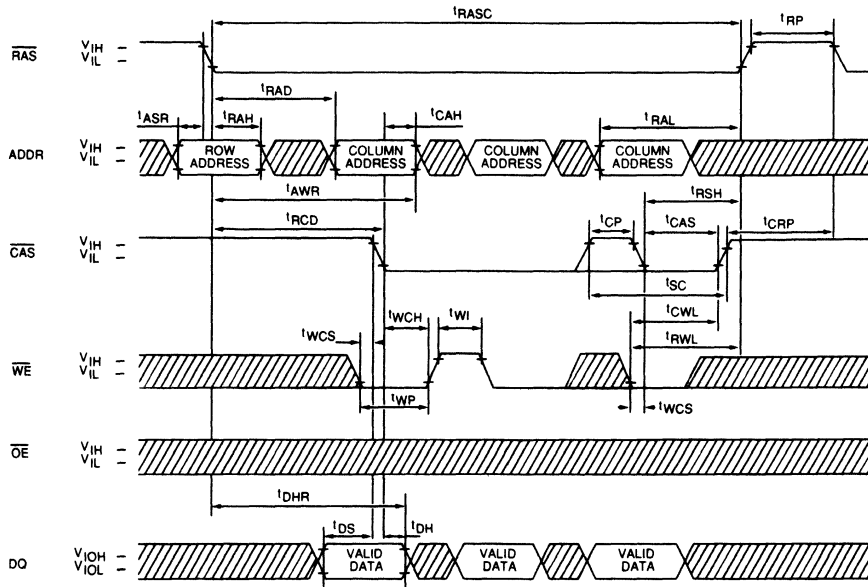 tRASC
tRP
RAS
VIH
VIL
tRAD
tASR
tRAH
tCAH
tRAL
ADDR
VIH
VIL
ROW ADDRESS
COLUMN ADDRESS
COLUMN ADDRESS
COLUMN ADDRESS
tAWR
tRSH
tRCD
tCP
tCAS
tCRP
CAS
VIH
VIL
tSC
tWCH
tWI
tCWL
tWCS
tRWL
WE
VIH
VIL
tWP
tWCS
OE
VIH
VIL
tDHR
tDS
tDH
DQ
VIOH
VIOL
VALID DATA
VALID DATA
VALID DATA